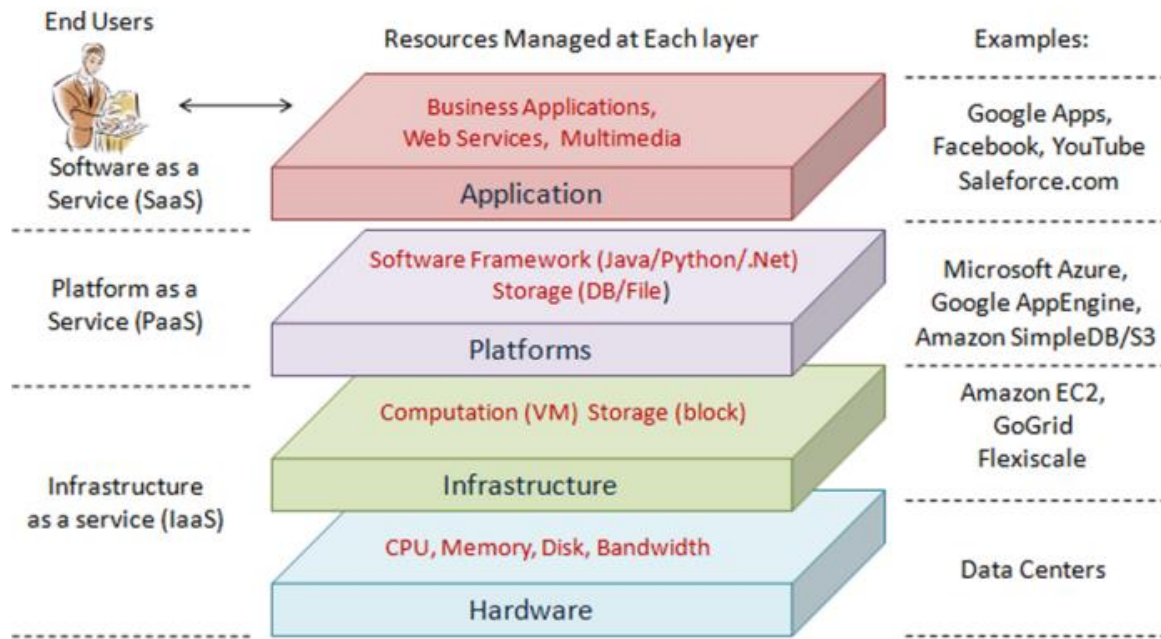 End Users
Resources Managed at Each layer
Examples:
Business Applications,
Web Services, Multimedia
Application
Software as a
Service (SaaS)
Google Apps,
Facebook, YouTube
Saleforce.com
Platform as a
Service (PaaS)
Software Framework (Java/Python/.Net)
Storage (DB/File)
Platforms
Microsoft Azure,
Google AppEngine,
Amazon SimpleDB/S3
Infrastructure
as a service (IaaS)
Computation (VM) Storage (block)
Infrastructure
Amazon EC2,
GoGrid
Flexiscale
CPU, Memory, Disk, Bandwidth
Hardware
Data Centers